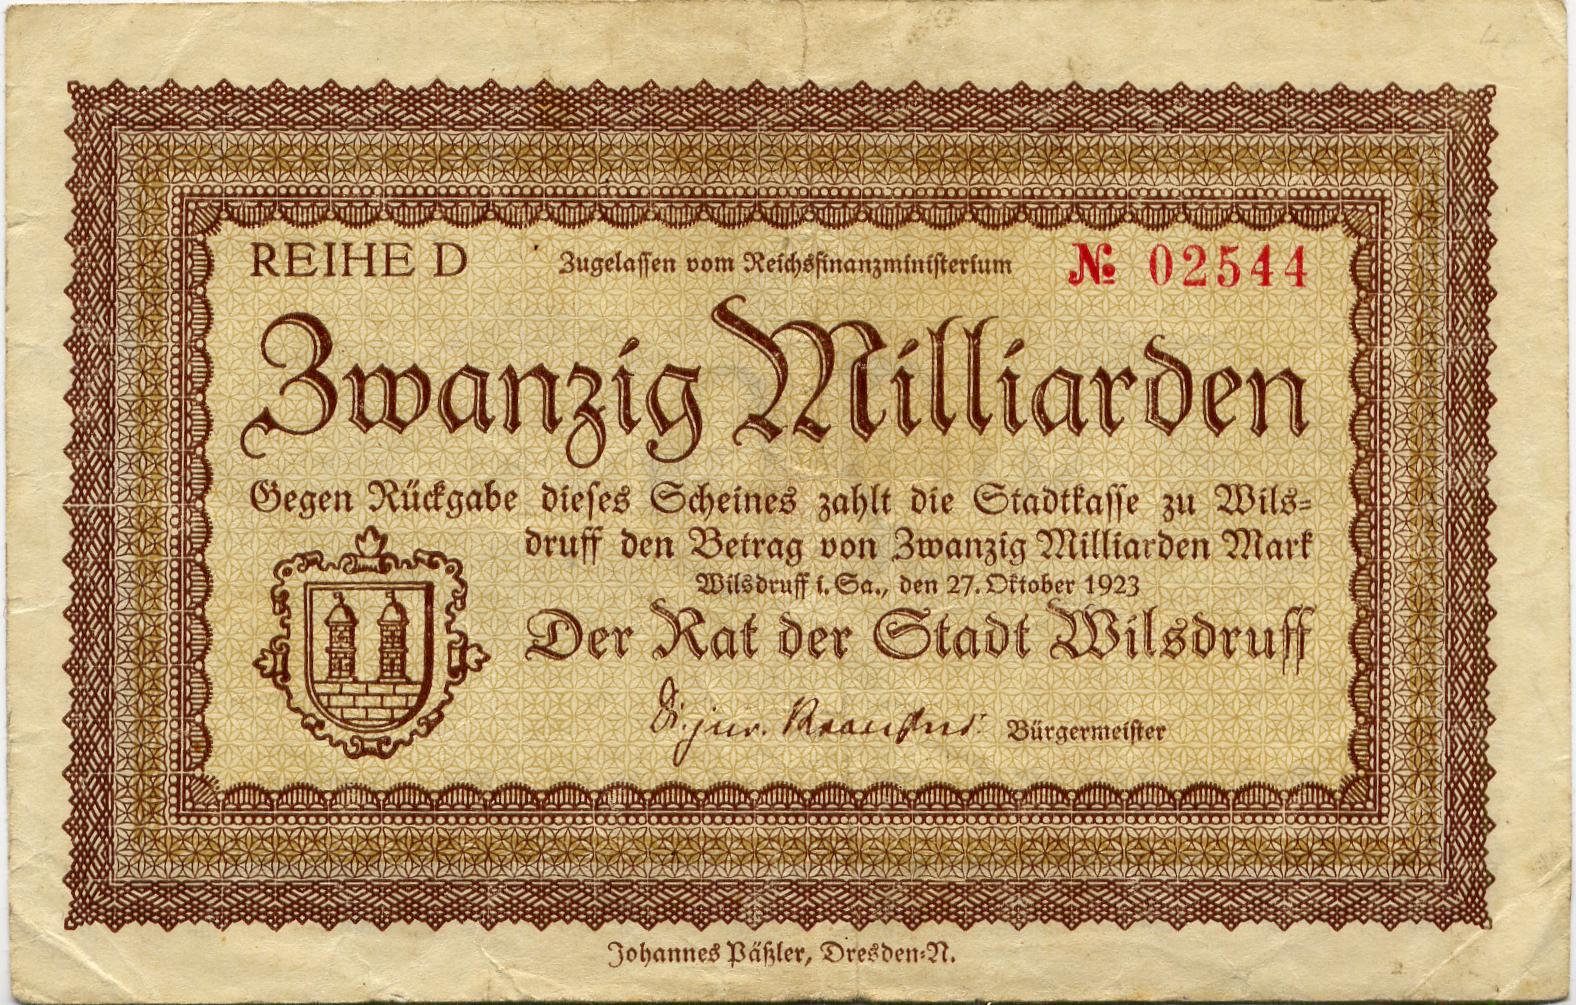 REIHE D Zugelassen vom Reichsfinanzministerium № 02544
Zwanzig Milliarden
Gegen Rückgabe dieses Scheines zahlt die Stadtkasse zu Wils=
druff den Betrag von Zwanzig Milliarden Mark
Wilsdruff i. Sa., den 27. Oktober 1923
Der Rat der Stadt Wilsdruff
Bürgermeister
Johannes Päßler, Dresden=N.